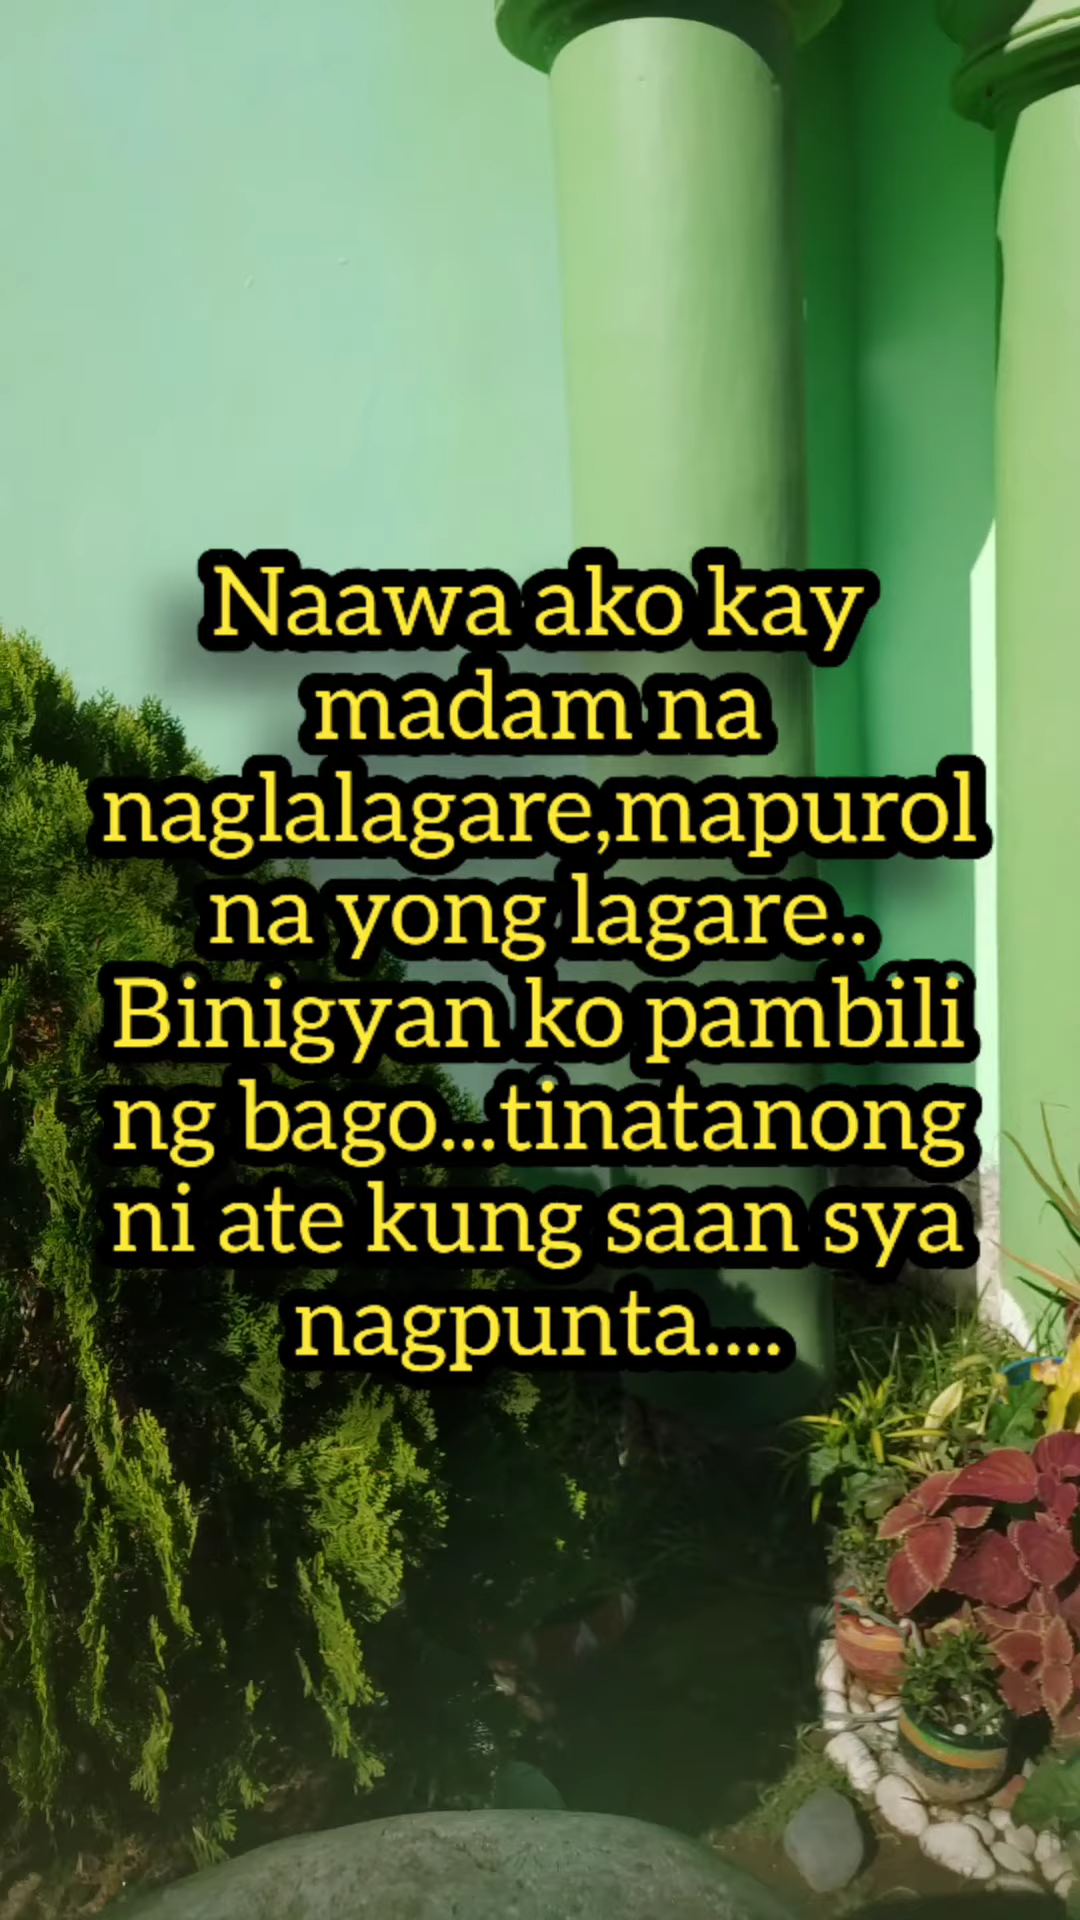 Naawa ako kay
madam na
naglalagare,mapurol
na yong lagare..
Binigyan ko pambili
ng bago...tinatanong
ni ate kung saan sya
nagpunta....